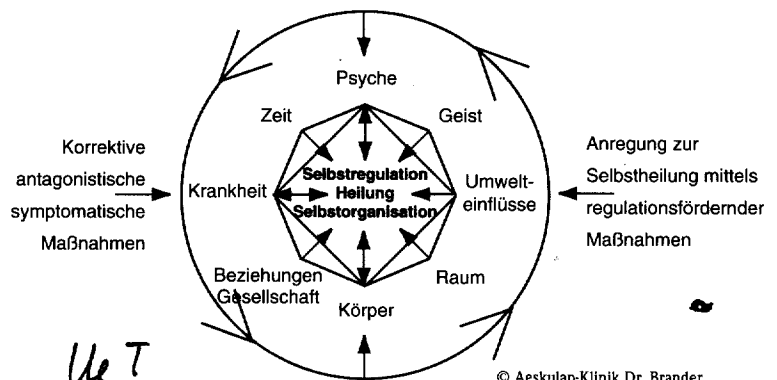 Psyche
Zeit
Geist
Korrektive
antagonistische
symptomatische
Maßnahmen
Krankheit
Selbstregulation
Heilung
Selbstorganisation
Umwelt-
einflüsse
Anregung zur
Selbstheilung mittels
regulationsfördernder
Maßnahmen
Beziehungen
Gesellschaft
Raum
Körper
© Aeskulap-Klinik Dr. Brander